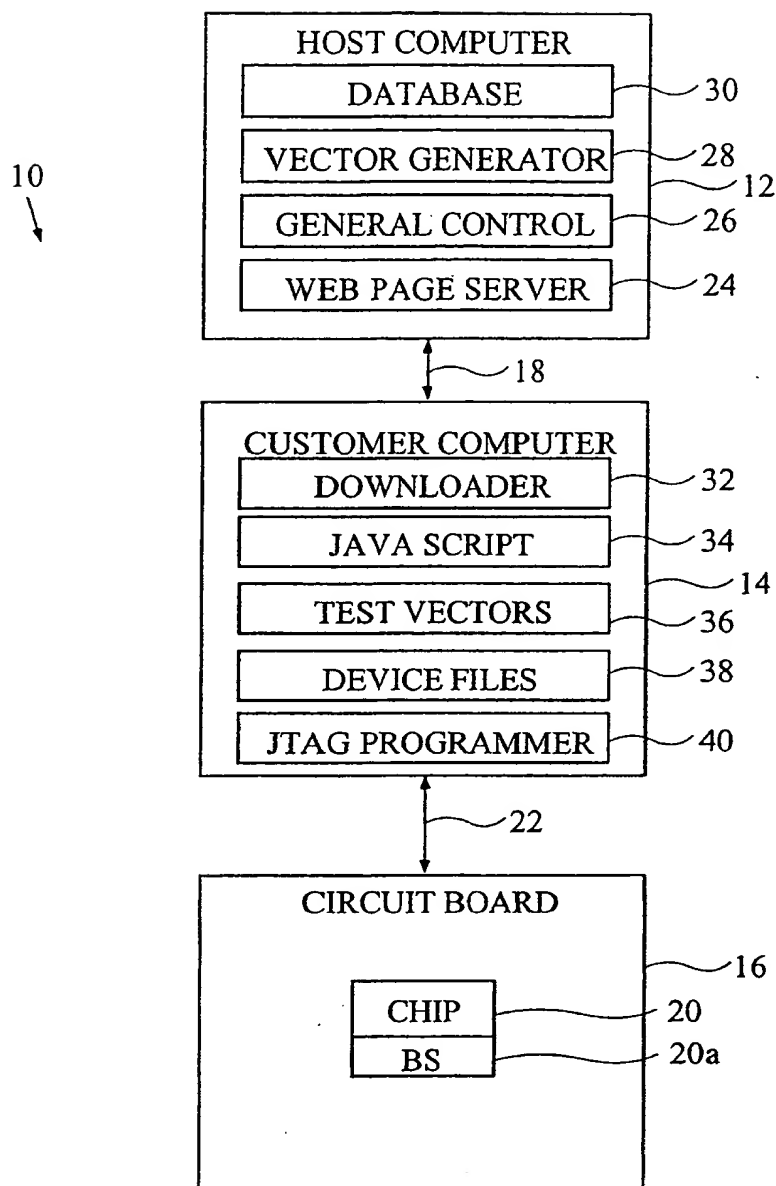 HOST COMPUTER
DATABASE 30
VECTOR GENERATOR 28
10
12
GENERAL CONTROL 26
WEB PAGE SERVER 24
18
CUSTOMER COMPUTER
DOWNLOADER 32
JAVA SCRIPT 34
14
TEST VECTORS 36
DEVICE FILES 38
JTAG PROGRAMMER 40
22
CIRCUIT BOARD
16
CHIP 20
BS 20a